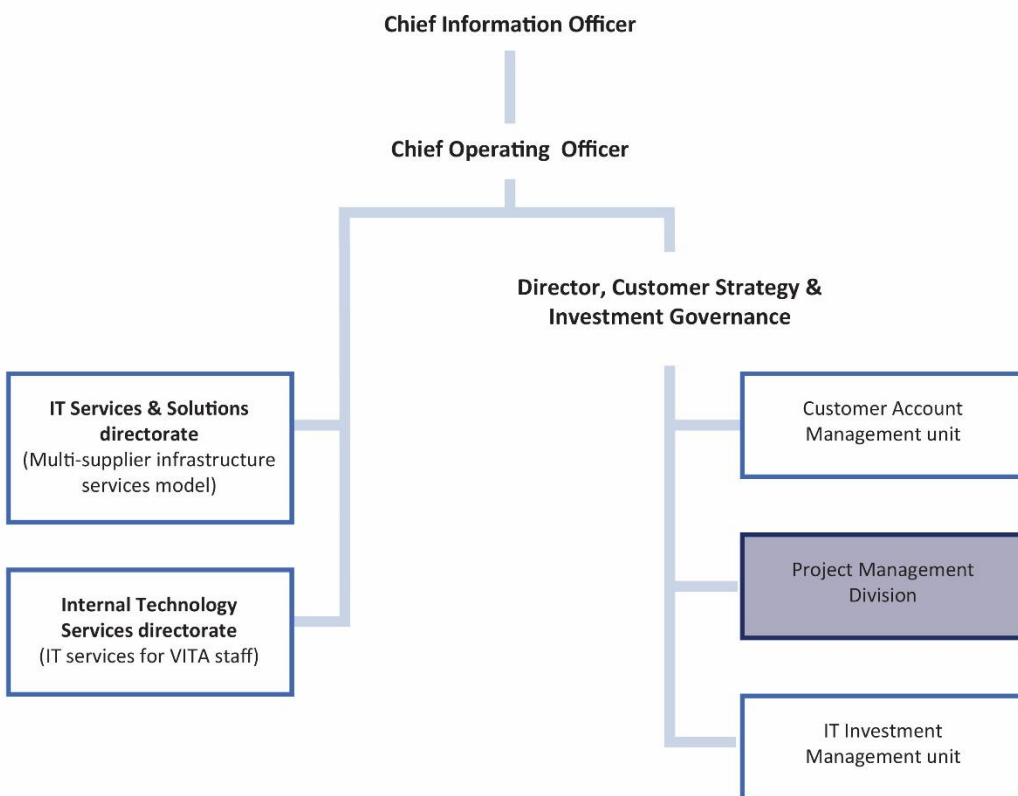 Chief Information Officer
Chief Operating Officer
Director, Customer Strategy &
Investment Governance
IT Services & Solutions
directorate
(Multi-supplier infrastructure
services model)
Internal Technology
Services directorate
(IT services for VITA staff)
Customer Account
Management unit
Project Management
Division
IT Investment
Management unit